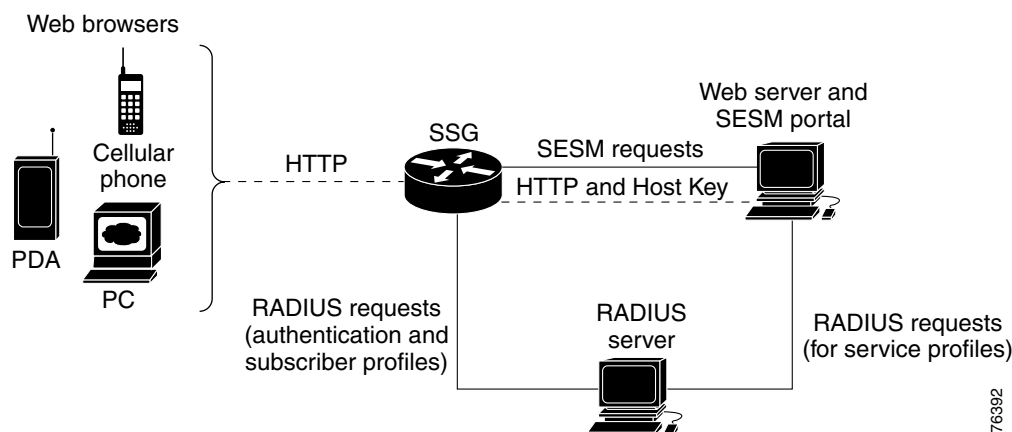 Web browsers
Cellular
phone
PDA
PC
HTTP
SSG
SESM requests
HTTP and Host Key
Web server and
SESM portal
RADIUS requests
(authentication and
subscriber profiles)
RADIUS
server
RADIUS requests
(for service profiles)
76392